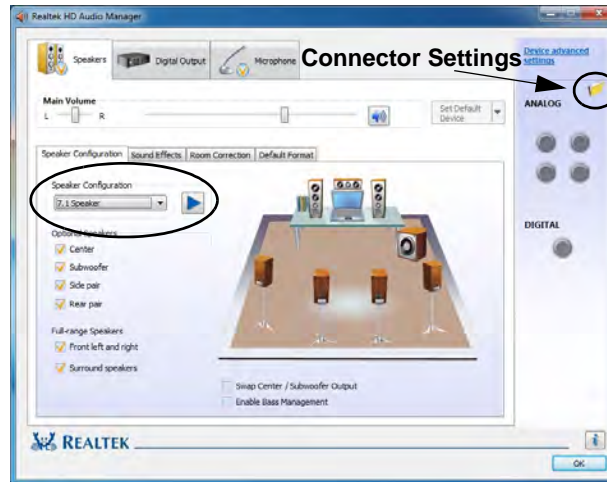 Realtek HD Audio Manager
Speakers
Digital Output
Microphone
Connector Settings
Device advanced
settings
Main Volume
L
R
Set Default
Device
ANALOG
Speaker Configuration
Sound Effects
Room Correction
Default Format
Speaker Configuration
7.1 Speaker
Optional Speakers
Center
Subwoofer
Side pair
Rear pair
DIGITAL
Full-range Speakers
Front left and right
Surround speakers
Swap Center / Subwoofer Output
Enable Bass Management
REALTEK
i
OK